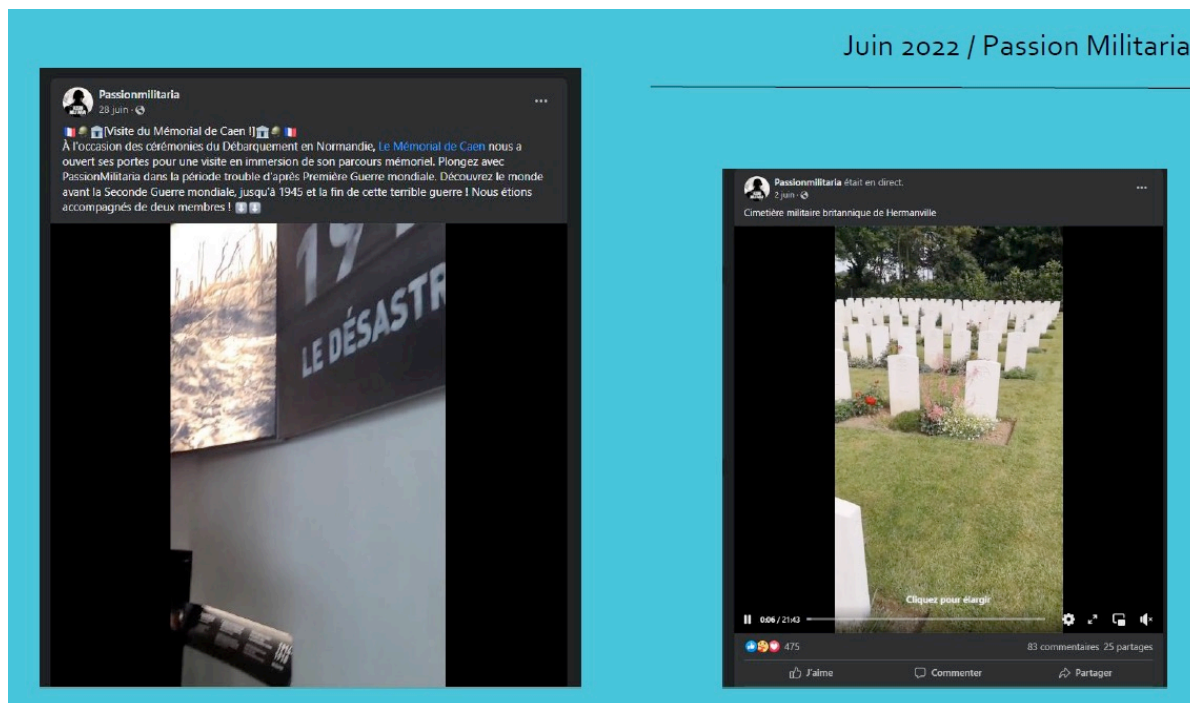 Juin 2022 / Passion Militaria
Passionmilitaria
28 juin
[Visite du Mémorial de Caen !]
À l'occasion des cérémonies du Débarquement en Normandie, Le Mémorial de Caen nous a
ouvert ses portes pour une visite en immersion de son parcours mémoriel. Plongez avec
PassionMilitaria dans la période trouble d'après Première Guerre mondiale. Découvrez le monde
avant la Seconde Guerre mondiale, jusqu'à 1945 et la fin de cette terrible guerre ! Nous étions
accompagnés de deux membres !
LE DÉSASTR
Passionmilitaria était en direct.
2 juin
Cimetière militaire britannique de Hermanville
Cliquez pour élargir
0:06 / 21:43
475
83 commentaires 25 partages
J'aime
Commenter
Partager